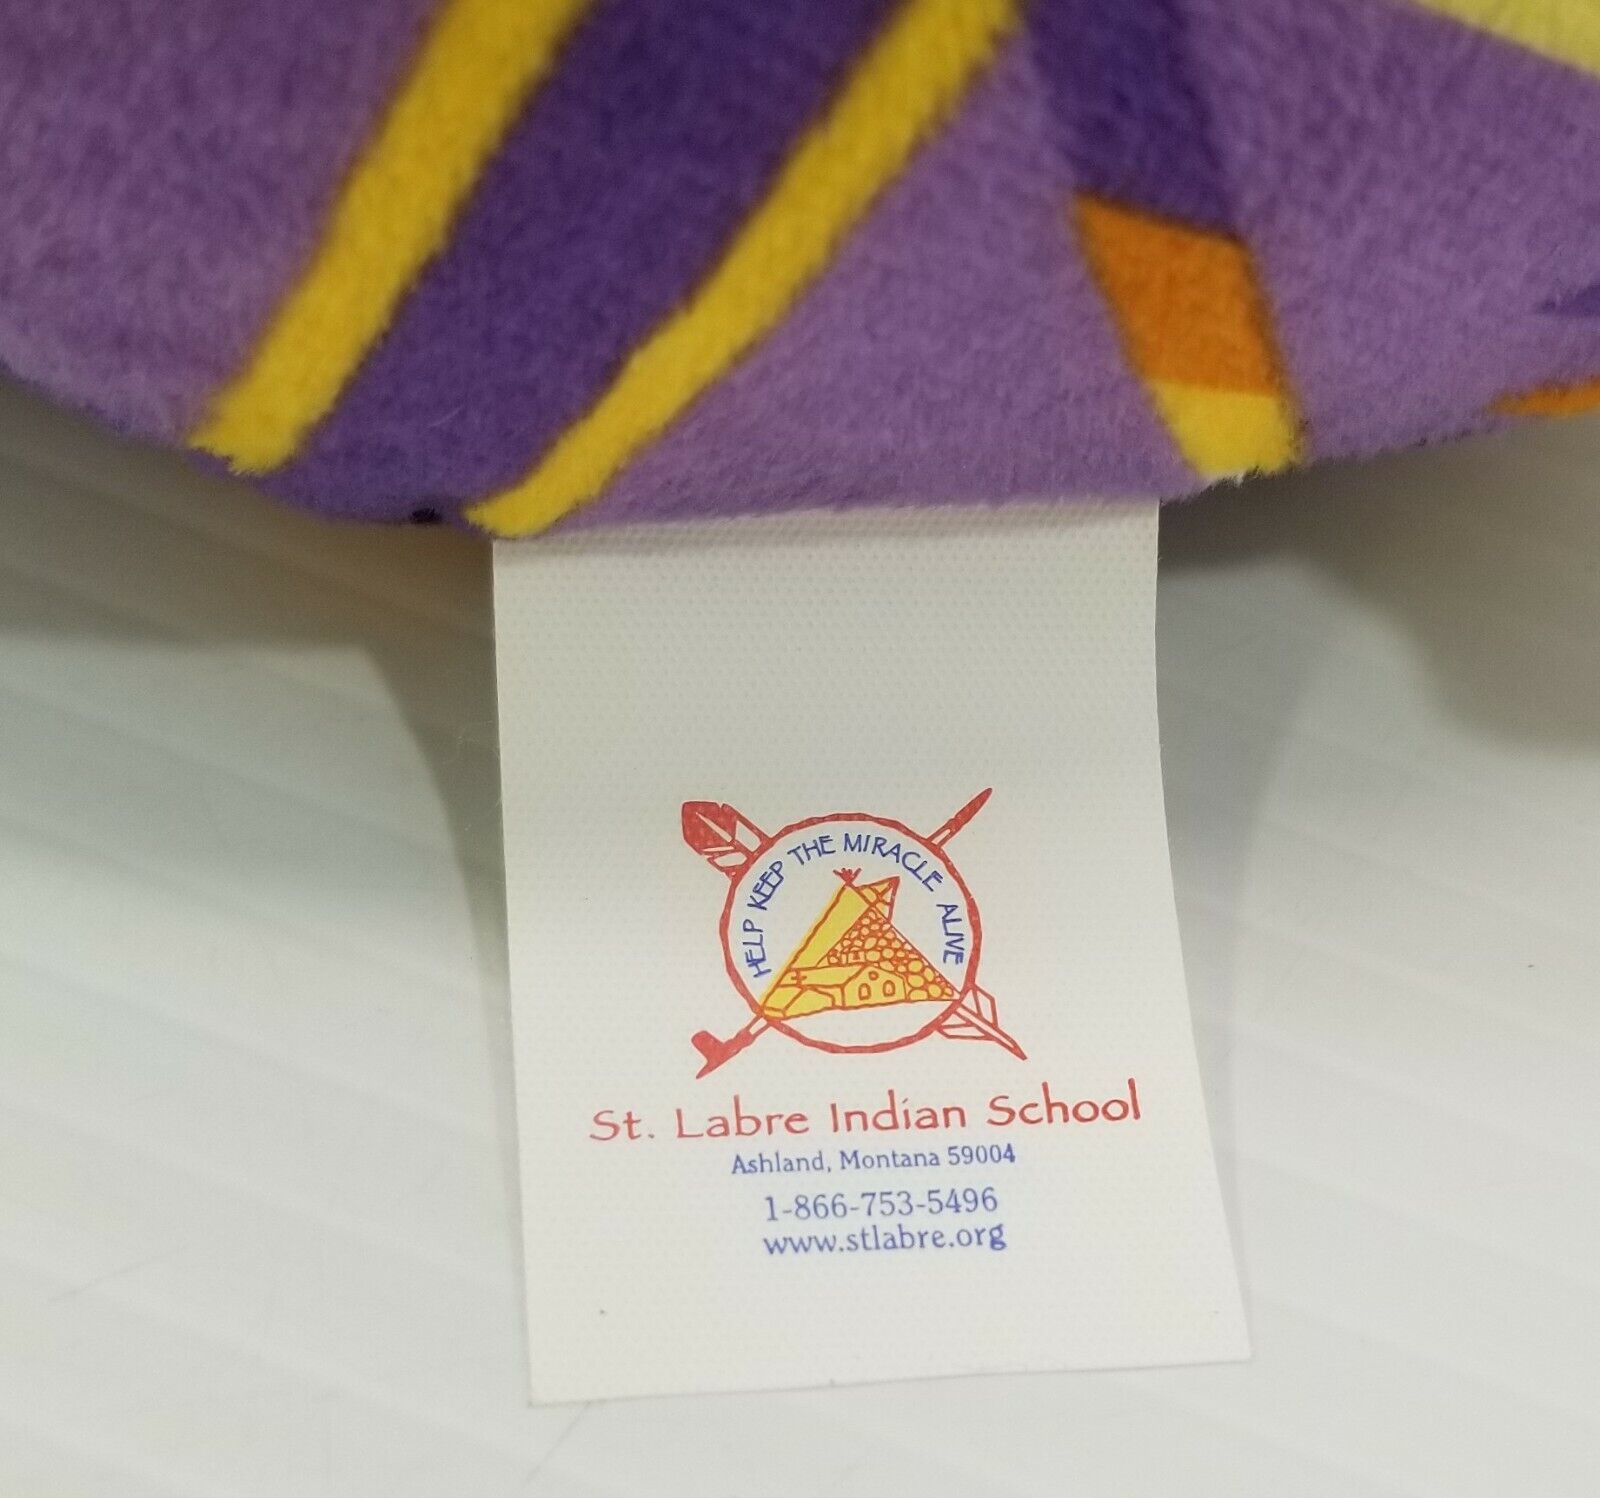 HELP KEEP THE MIRACLE ALIVE
St. Labre Indian School
Ashland, Montana 59004
1-866-753-5496
www.stlabre.org